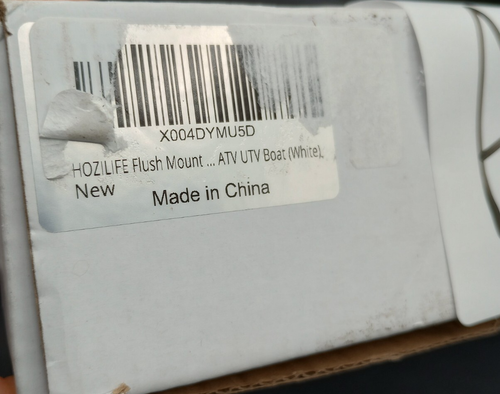 X004DYMU5D
HOZILIFE Flush Mount ... ATV UTV Boat (White),
New
Made in China